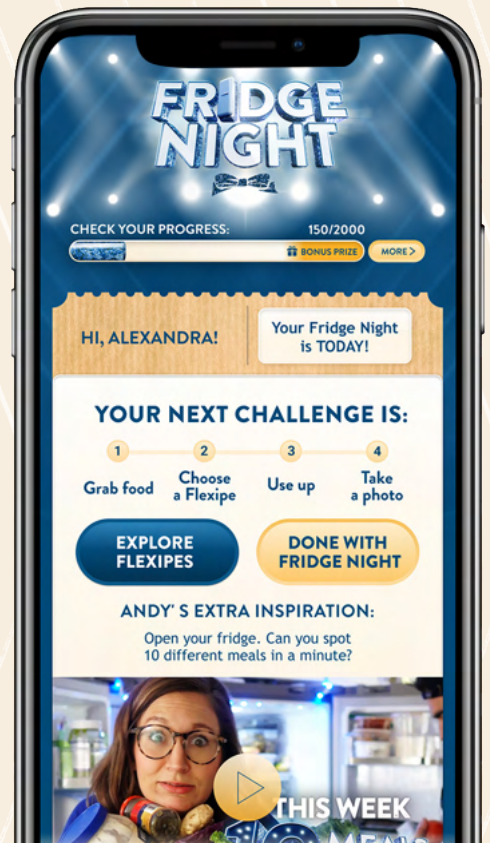 FRIDGE
NIGHT
CHECK YOUR PROGRESS: 150/2000
BONUS PRIZE
MORE >
HI, ALEXANDRA!
Your Fridge Night
is TODAY!
YOUR NEXT CHALLENGE IS:
1 2 3 4
Grab food
Choose
a Flexipe
Use up
Take
a photo
EXPLORE
FLEXIPES
DONE WITH
FRIDGE NIGHT
ANDY' S EXTRA INSPIRATION:
Open your fridge. Can you spot
10 different meals in a minute?
THIS WEEK
10 MEALS